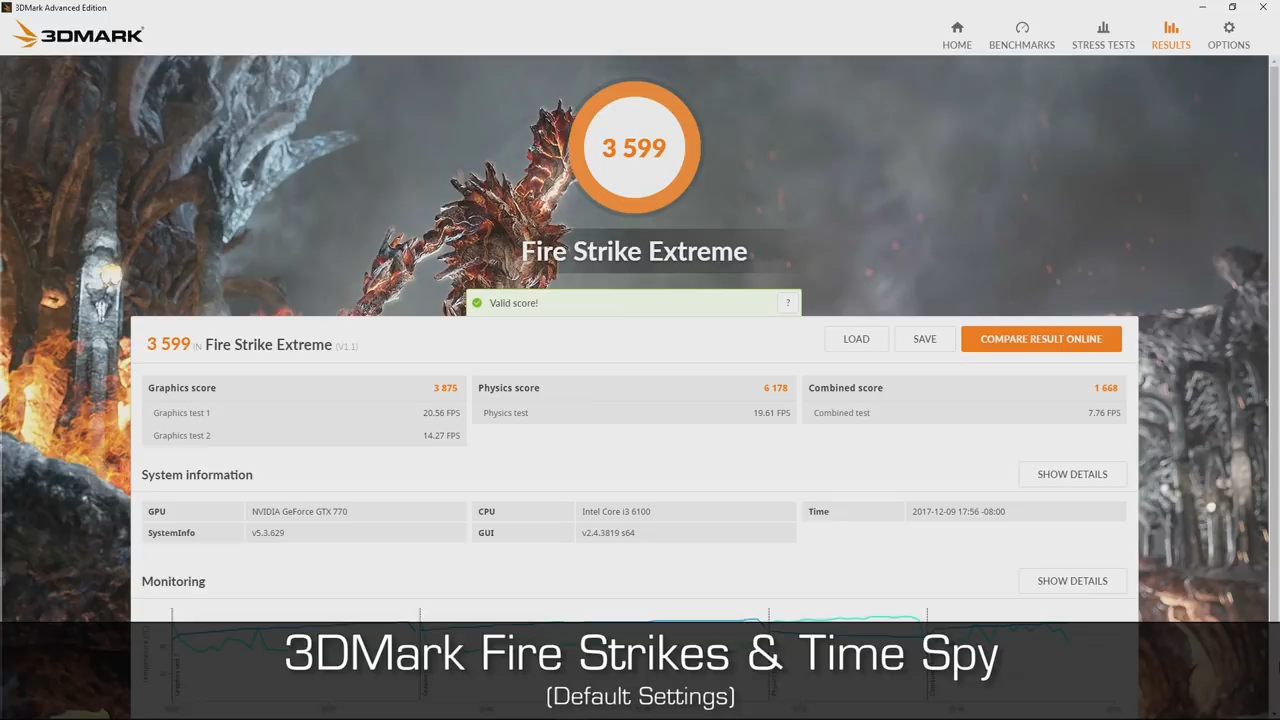 3DMark Advanced Edition
3DMARK
HOME
BENCHMARKS
STRESS TESTS
RESULTS
OPTIONS
3 599
Fire Strike Extreme
Valid score!
?
3 599 IN Fire Strike Extreme (V1.1)
LOAD
SAVE
COMPARE RESULT ONLINE
Graphics score 3 875
Graphics test 1 20.56 FPS
Graphics test 2 14.27 FPS
Physics score 6 178
Physics test 19.61 FPS
Combined score 1 668
Combined test 7.76 FPS
System information
SHOW DETAILS
GPU NVIDIA GeForce GTX 770
CPU Intel Core i3 6100
Time 2017-12-09 17:56 -08:00
SystemInfo v5.3.629
GUI v2.4.3819 s64
Monitoring
SHOW DETAILS
3DMark Fire Strikes & Time Spy
(Default Settings)